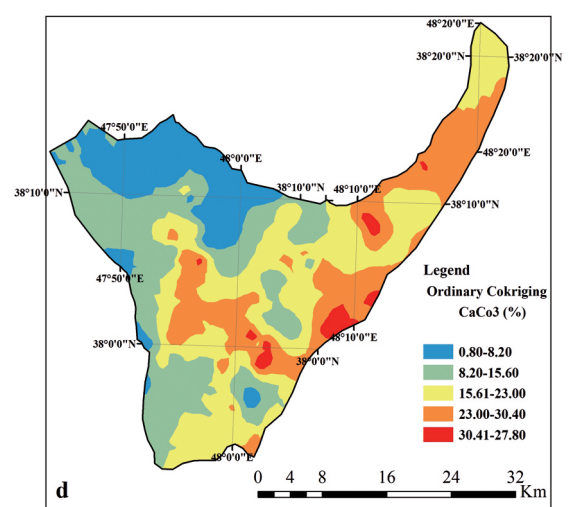 48°20'0"E
38°20'0"N
38°20'0"N
47°50'0"E
48°0'0"E
48°20'0"E
38°10'0"N
38°10'0"N
48°10'0"E
38°10'0"N
47°50'0"E
Legend
Ordinary Cokriging
CaCo3 (%)
48°10'0"E
38°0'0"N
38°0'0"N
0.80-8.20
8.20-15.60
15.61-23.00
23.00-30.40
30.41-27.80
48°0'0"E
d
0 4 8 16 24 32
Km